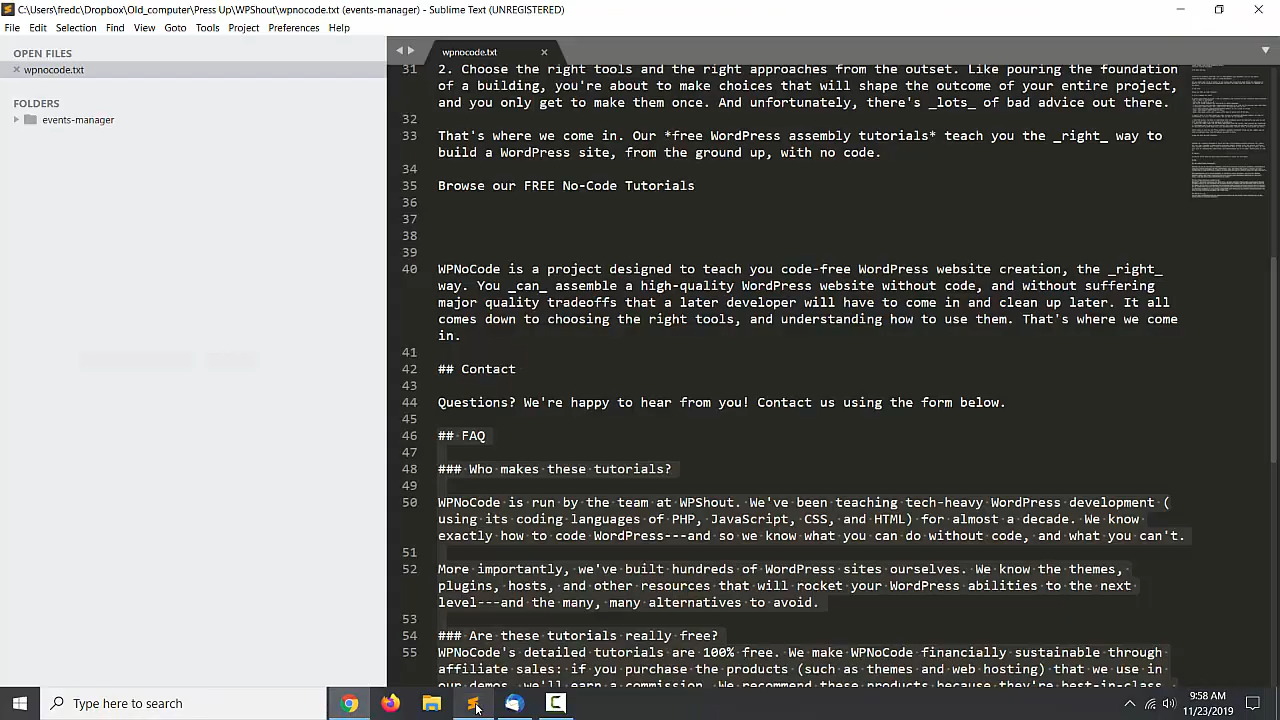 C:\Users\fredc\Dropbox\Old_computer\Press Up\WPShout\wpnocode.txt (events-manager) - Sublime Text (UNREGISTERED)
File Edit Selection Find View Goto Tools Project Preferences Help
OPEN FILES
wpnocode.txt
FOLDERS
events-manager
wpnocode.txt
31 2. Choose the right tools and the right approaches from the outset. Like pouring the foundation
of a building, you're about to make choices that will shape the outcome of your entire project,
and you only get to make them once. And unfortunately, there's _lots_ of bad advice out there.
32
33 That's where we come in. Our *free WordPress assembly tutorials* teach you the _right_ way to
build a WordPress site, from the ground up with no code.
34
35 Browse our FREE No-Code Tutorials
36
37
38
39
40 WPNoCode is a project designed to teach you code-free WordPress website creation, the _right_
way. You _can_ assemble a high-quality WordPress website without code, and without suffering
major quality tradeoffs that a later developer will have to come in and clean up later. It all
comes down to choosing the right tools, and understanding how to use them. That's where we come
in.
41
42 ## Contact
43
44 Questions? We're happy to hear from you! Contact us using the form below.
45
46 ## FAQ
47
48 ### Who makes these tutorials?
49
50 WPNoCode is run by the team at WPShout. We've been teaching tech-heavy WordPress development (
using its coding languages of PHP, JavaScript, CSS, and HTML) for almost a decade. We know
exactly how to code WordPress---and so we know what you can do without code, and what you can't.
51
52 More importantly, we've built hundreds of WordPress sites ourselves. We know the themes,
plugins, hosts, and other resources that will rocket your WordPress abilities to the next
level---and the many, many alternatives to avoid.
53
54 ### Are these tutorials really free?
55 WPNoCode's detailed tutorials are 100% free. We make WPNoCode financially sustainable through
affiliate sales: if you purchase the products (such as themes and web hosting) that we use in
our demos, we'll earn a commission. We recommend these products because they're best-in-class
Type here to search
9:58 AM
11/23/2019